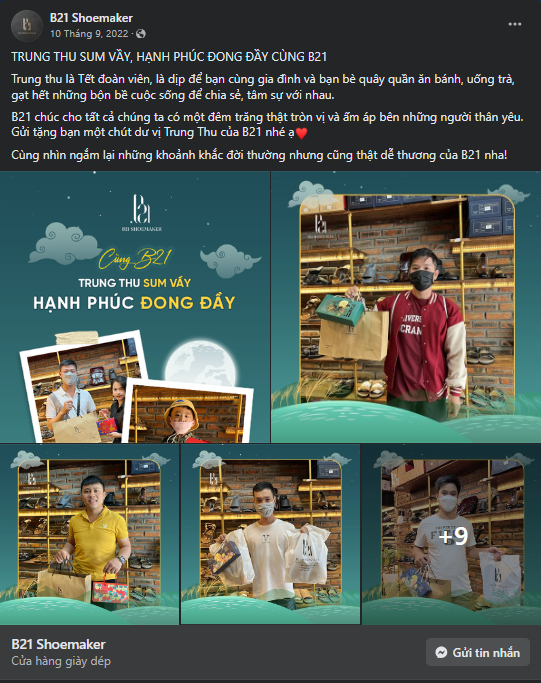 B21 Shoemaker
10 Tháng 9, 2022 ·
TRUNG THU SUM VẦY, HẠNH PHÚC ĐONG ĐẦY CÙNG B21
Trung thu là Tết đoàn viên, là dịp để bạn cùng gia đình và bạn bè quây quần ăn bánh, uống trà,
gạt hết những bộn bề cuộc sống để chia sẻ, tâm sự với nhau.
B21 chúc cho tất cả chúng ta có một đêm trăng thật tròn vị và ấm áp bên những người thân yêu.
Gửi tặng bạn một chút dư vị Trung Thu của B21 nhé ạ❤️
Cùng nhìn ngắm lại những khoảnh khắc đời thường nhưng cũng thật dễ thương của B21 nha!
B21 SHOEMAKER
Cùng B21
TRUNG THU SUM VẦY
HẠNH PHÚC ĐONG ĐẦY
+9
B21 Shoemaker
Cửa hàng giày dép
Gửi tin nhắn